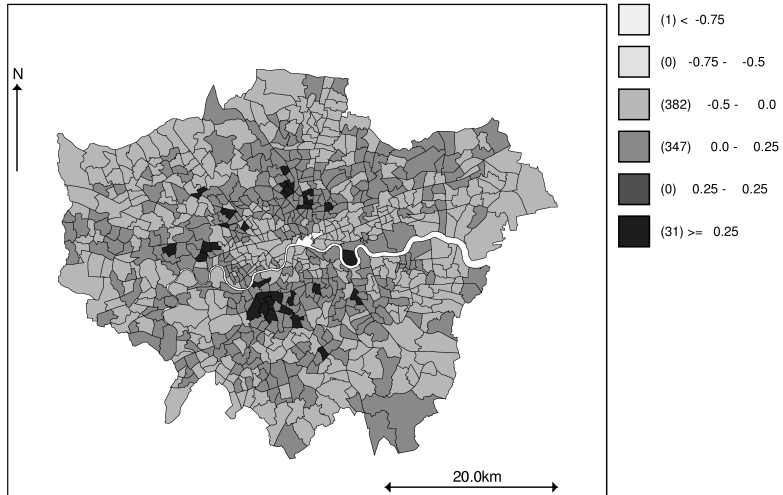 N
20.0km
(1) < -0.75
(0) -0.75 - -0.5
(382) -0.5 - 0.0
(347) 0.0 - 0.25
(0) 0.25 - 0.25
(31) >= 0.25